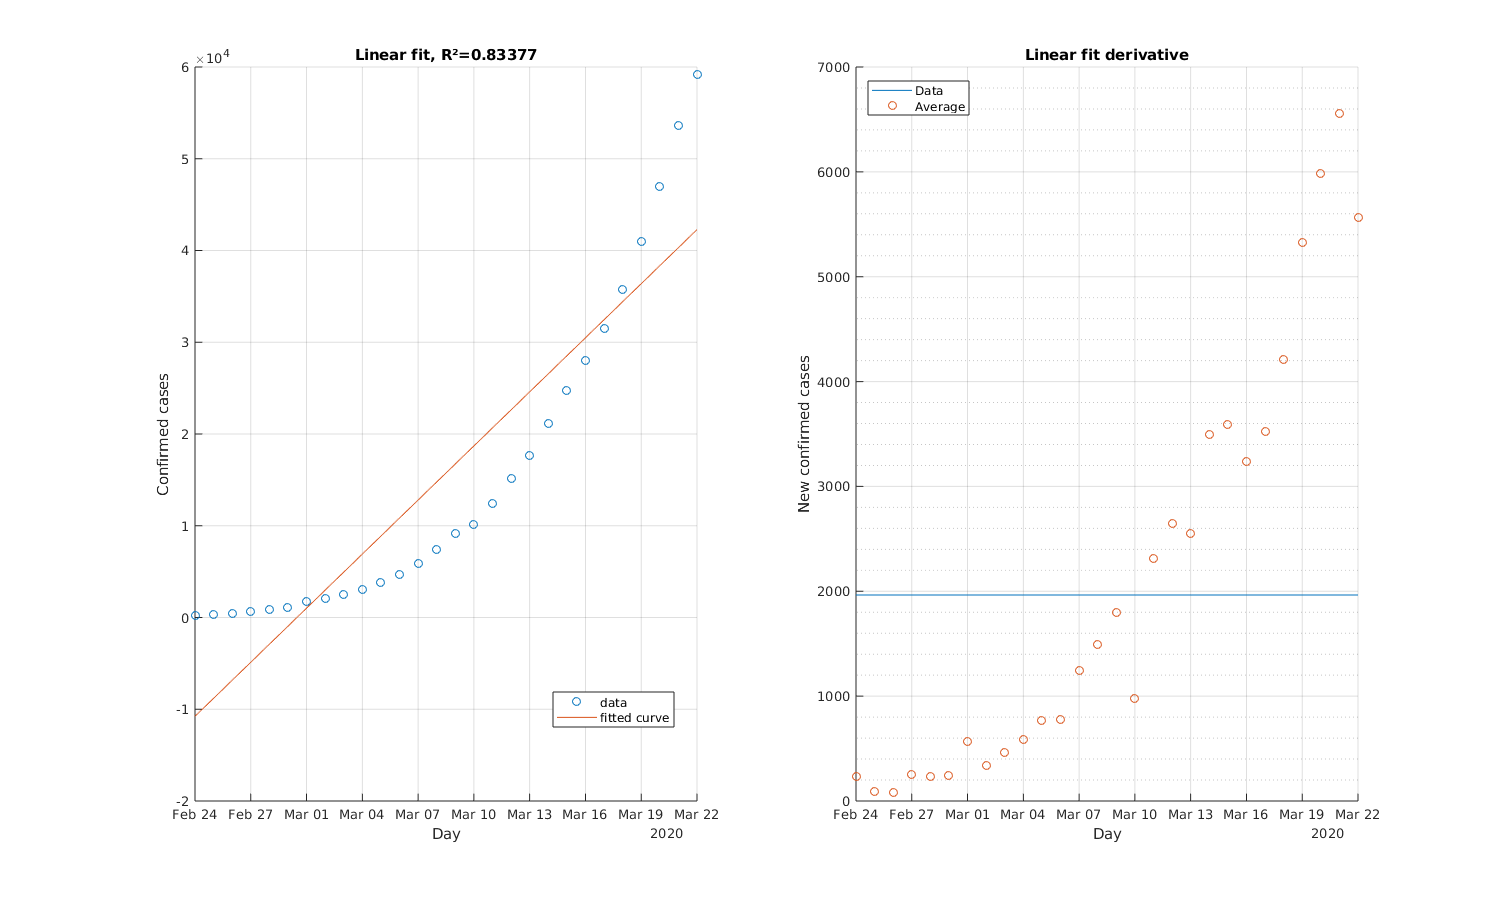 Linear fit, R²=0.83377
×10⁴
6
5
4
3
2
1
0
-1
-2
Confirmed cases
data
fitted curve
Feb 24 Feb 27 Mar 01 Mar 04 Mar 07 Mar 10 Mar 13 Mar 16 Mar 19 Mar 22
Day
2020
Linear fit derivative
7000
6000
5000
4000
3000
2000
1000
0
New confirmed cases
Data
Average
Feb 24 Feb 27 Mar 01 Mar 04 Mar 07 Mar 10 Mar 13 Mar 16 Mar 19 Mar 22
Day
2020